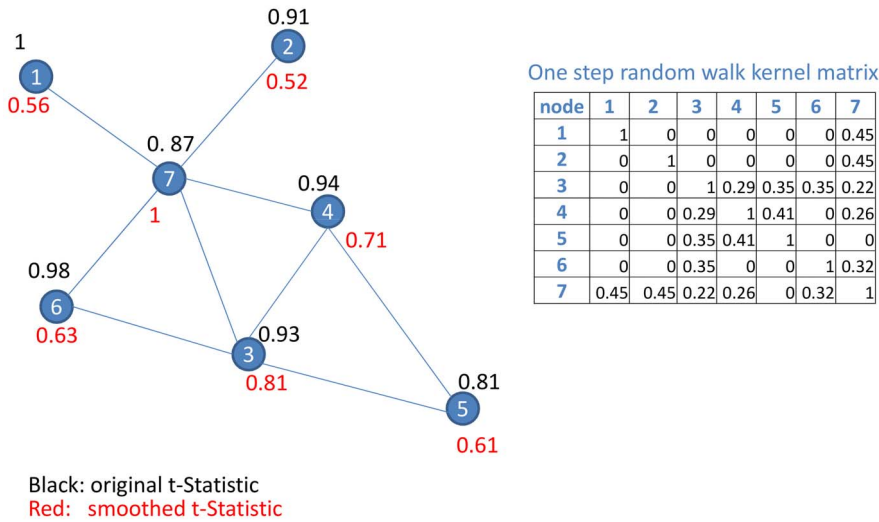 0.91
1
2
1
0.52
0.56
0. 87
7
0.94
4
1
0.71
0.98
6
0.93
0.63
3
0.81
0.81
5
0.61
Black: original t-Statistic
Red: smoothed t-Statistic
One step random walk kernel matrix
node 1 2 3 4 5 6 7
1 1 0 0 0 0 0 0.45
2 0 1 0 0 0 0 0.45
3 0 0 1 0.29 0.35 0.35 0.22
4 0 0 0.29 1 0.41 0 0.26
5 0 0 0.35 0.41 1 0 0
6 0 0 0.35 0 0 1 0.32
7 0.45 0.45 0.22 0.26 0 0.32 1